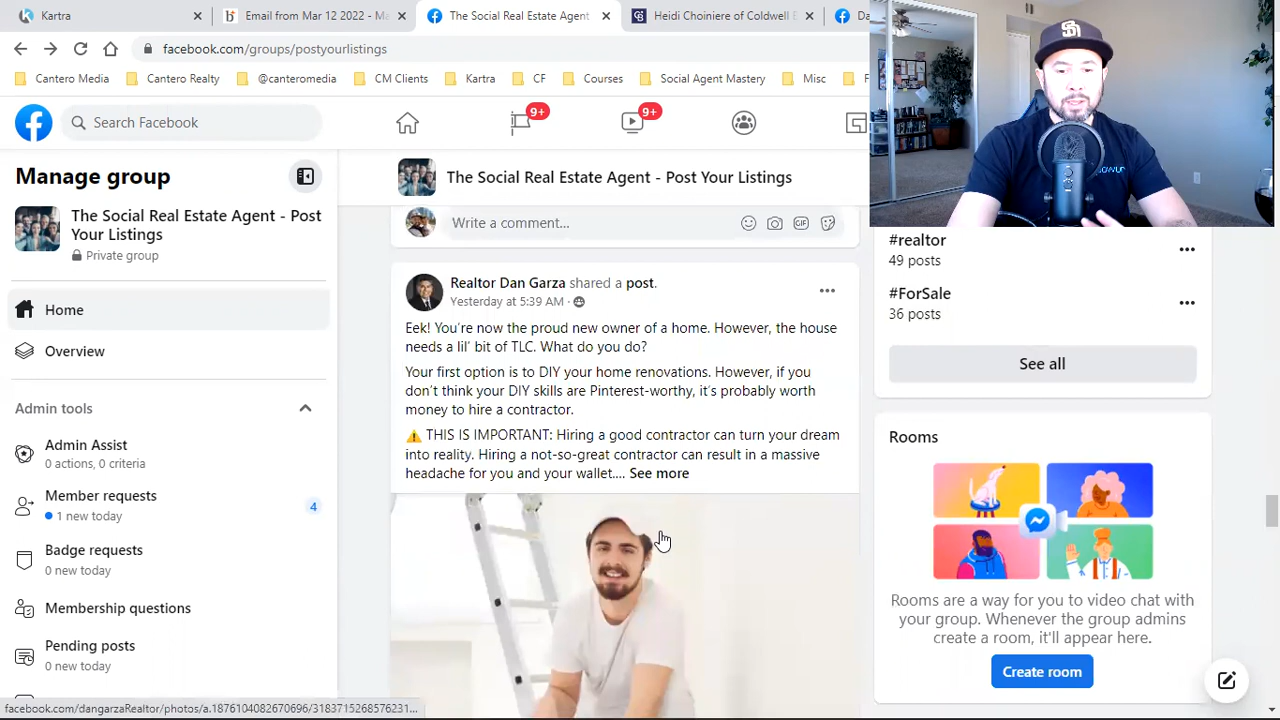 Kartra
Email from Mar 12 2022 - Ma
The Social Real Estate Agent
Heidi Choiniere of Coldwell E
Da
facebook.com/groups/postyourlistings
Cantero Media
Cantero Realty
@canteromedia
CM Clients
Kartra
CF
Courses
Social Agent Mastery
Misc
F
Search Facebook
9+
9+
Manage group
The Social Real Estate Agent - Post
Your Listings
Private group
Home
Overview
Admin tools
Admin Assist
0 actions, 0 criteria
Member requests
1 new today
4
Badge requests
0 new today
Membership questions
Pending posts
0 new today
The Social Real Estate Agent - Post Your Listings
Write a comment...
GIF
Realtor Dan Garza shared a post.
Yesterday at 5:39 AM ·
Eek! You're now the proud new owner of a home. However, the house
needs a lil' bit of TLC. What do you do?
Your first option is to DIY your home renovations. However, if you
don't think your DIY skills are Pinterest-worthy, it's probably worth
money to hire a contractor.
⚠️ THIS IS IMPORTANT: Hiring a good contractor can turn your dream
into reality. Hiring a not-so-great contractor can result in a massive
headache for you and your wallet.... See more
#realtor
49 posts
#ForSale
36 posts
See all
Rooms
Rooms are a way for you to video chat with
your group. Whenever the group admins
create a room, it'll appear here.
Create room
facebook.com/dangarzaRealtor/photos/a.1876104082670696/3183715268576231...